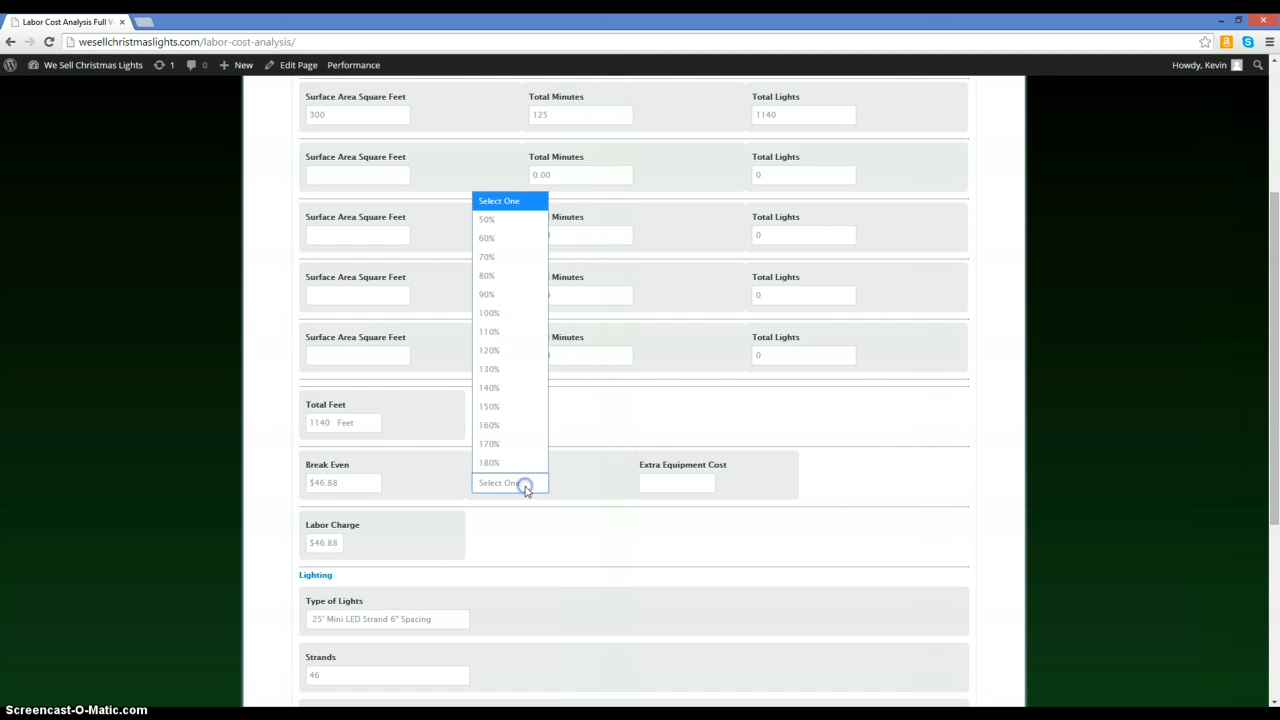 Labor Cost Analysis Full
wesellchristmaslights.com/labor-cost-analysis/
We Sell Christmas Lights 1 0 New Edit Page Performance Howdy, Kevin
Surface Area Square Feet Total Minutes Total Lights
300 125 1140
Surface Area Square Feet Total Minutes Total Lights
0.00 0
Select One
Surface Area Square Feet Minutes Total Lights
50%
0
60%
70%
Surface Area Square Feet Minutes Total Lights
80%
90%
0
100%
110%
Surface Area Square Feet Minutes Total Lights
120%
0
130%
140%
Total Feet
150%
1140 Feet
160%
170%
180%
Break Even Extra Equipment Cost
$46.88 Select One
Labor Charge
$46.88
Lighting
Type of Lights
25' Mini LED Strand 6" Spacing
Strands
46
Screencast-O-Matic.com